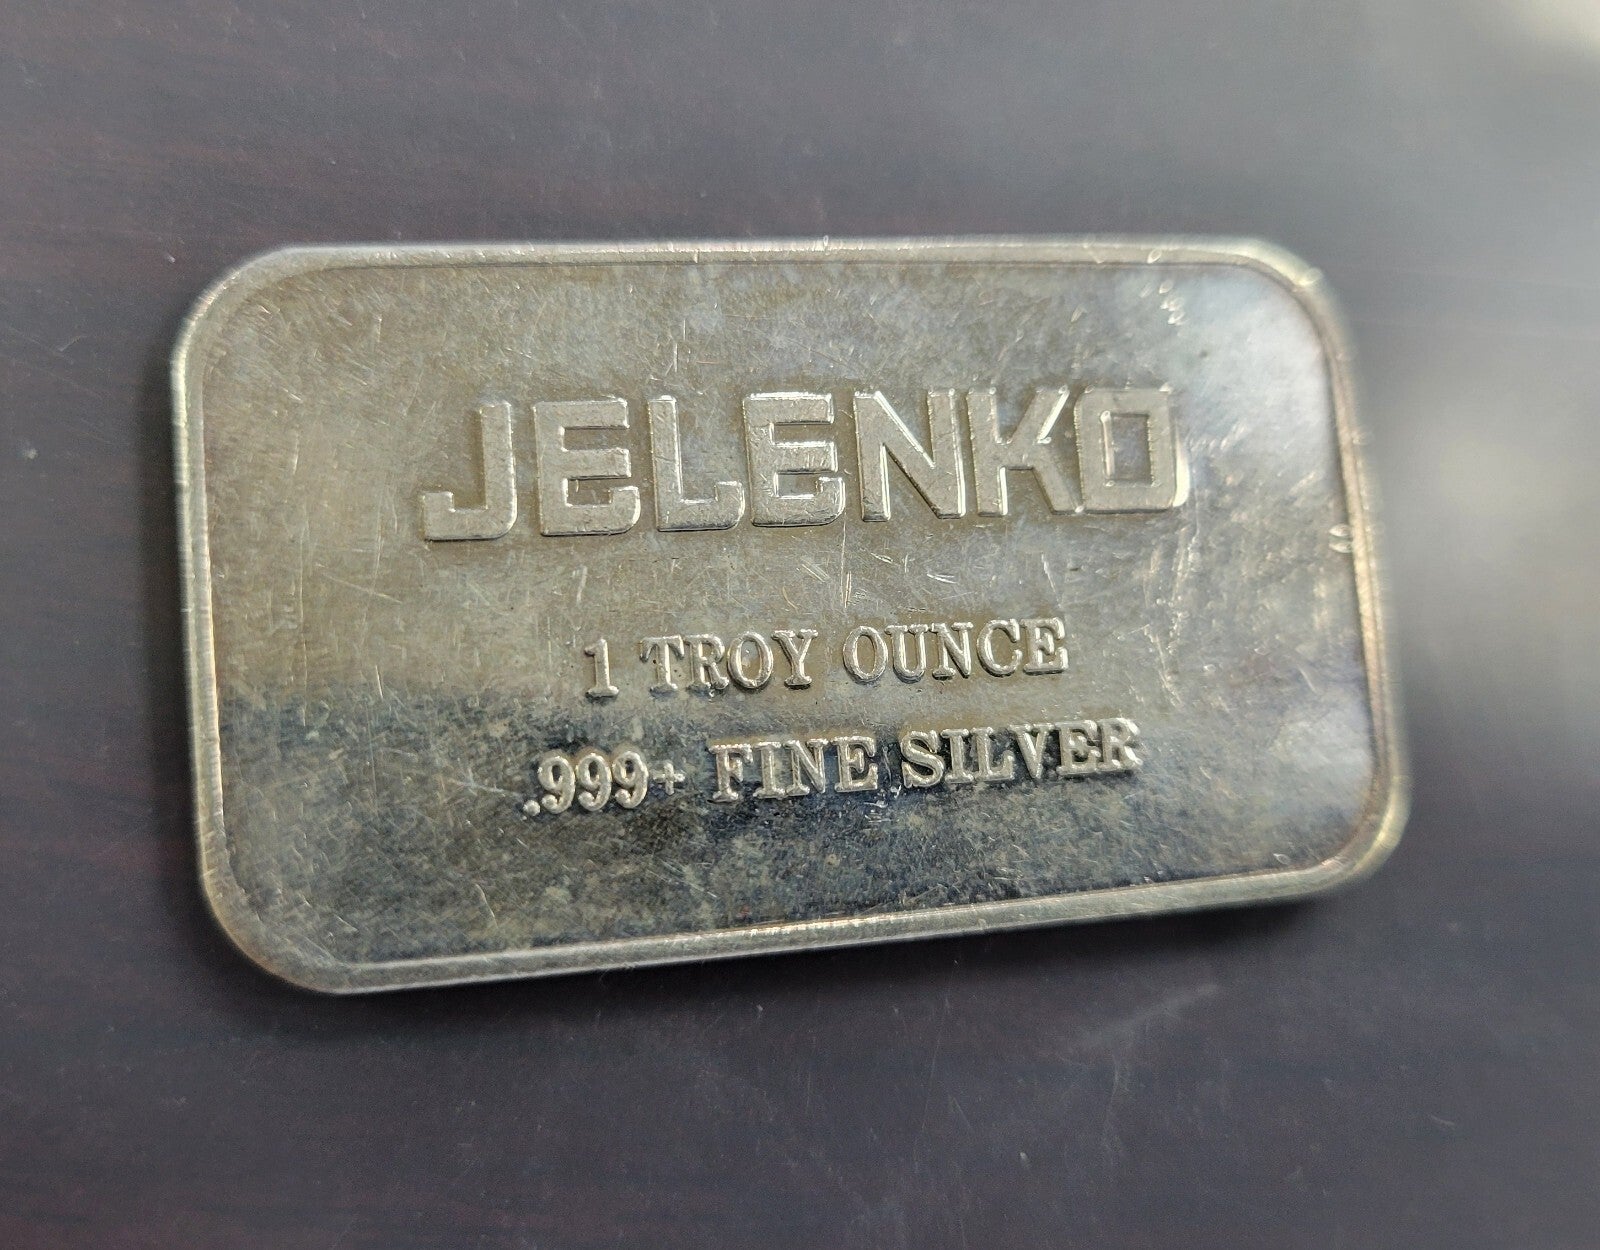 JELENKO
1 TROY OUNCE
.999+ FINE SILVER